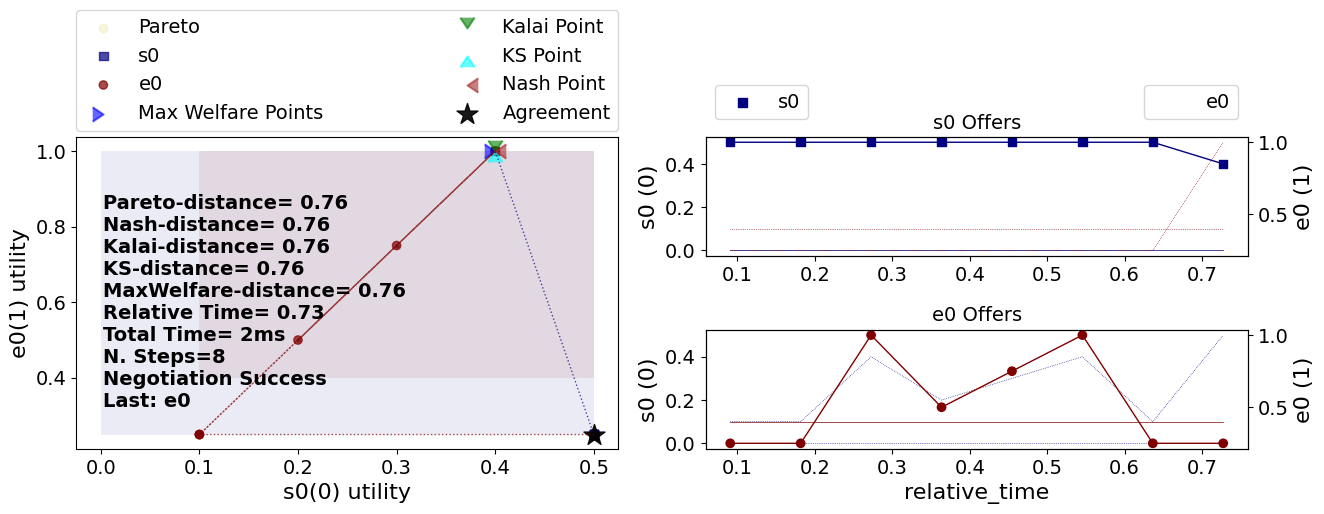 Pareto
s0
e0
Max Welfare Points
Kalai Point
KS Point
Nash Point
Agreement
1.0
0.8
0.6
0.4
e0(1) utility
Pareto-distance= 0.76
Nash-distance= 0.76
Kalai-distance= 0.76
KS-distance= 0.76
MaxWelfare-distance= 0.76
Relative Time= 0.73
Total Time= 2ms
N. Steps=8
Negotiation Success
Last: e0
0.0 0.1 0.2 0.3 0.4 0.5
s0(0) utility
s0
e0
s0 Offers
0.4
0.2
0.0
s0 (0)
1.0
0.5
e0 (1)
0.1 0.2 0.3 0.4 0.5 0.6 0.7
e0 Offers
0.4
0.2
0.0
s0 (0)
1.0
0.5
e0 (1)
0.1 0.2 0.3 0.4 0.5 0.6 0.7
relative_time